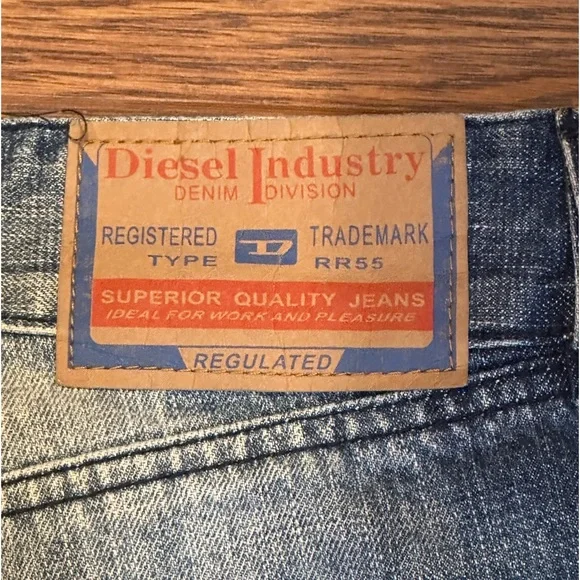 Diesel Industry
DENIM DIVISION
REGISTERED D TRADEMARK
TYPE RR55
SUPERIOR QUALITY JEANS
IDEAL FOR WORK AND PLEASURE
REGULATED